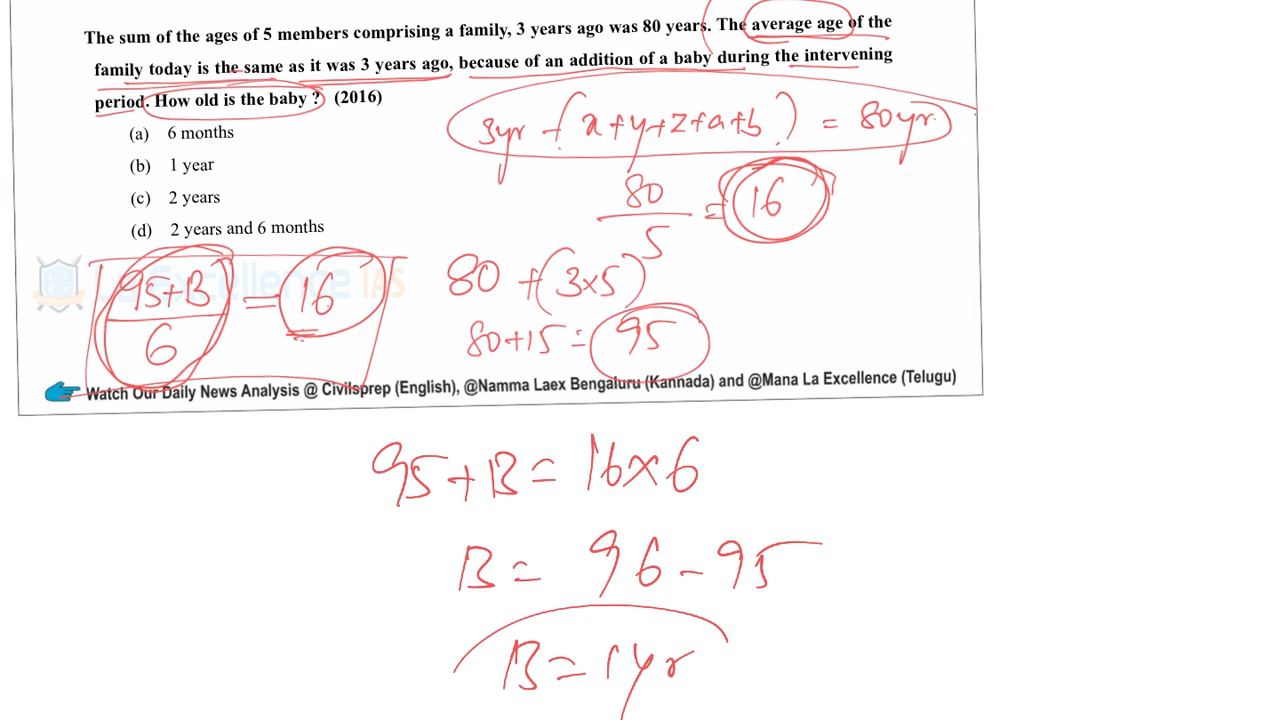 The sum of the ages of 5 members comprising a family, 3 years ago was 80 years. The average age of the
family today is the same as it was 3 years ago, because of an addition of a baby during the intervening
period. How old is the baby ? (2016)
(a) 6 months
(b) 1 year
(c) 2 years
(d) 2 years and 6 months
3yr - (x+y+z+a+b) = 80yr.
80/5 = 16
80 + (3×5)
80+15 = 95
La Excellence IAS
95+B/6 = 16
Watch Our Daily News Analysis @ Civilsprep (English), @Namma Laex Bengaluru (Kannada) and @Mana La Excellence (Telugu)
95+B = 16×6
B = 96-95
B = 1yr